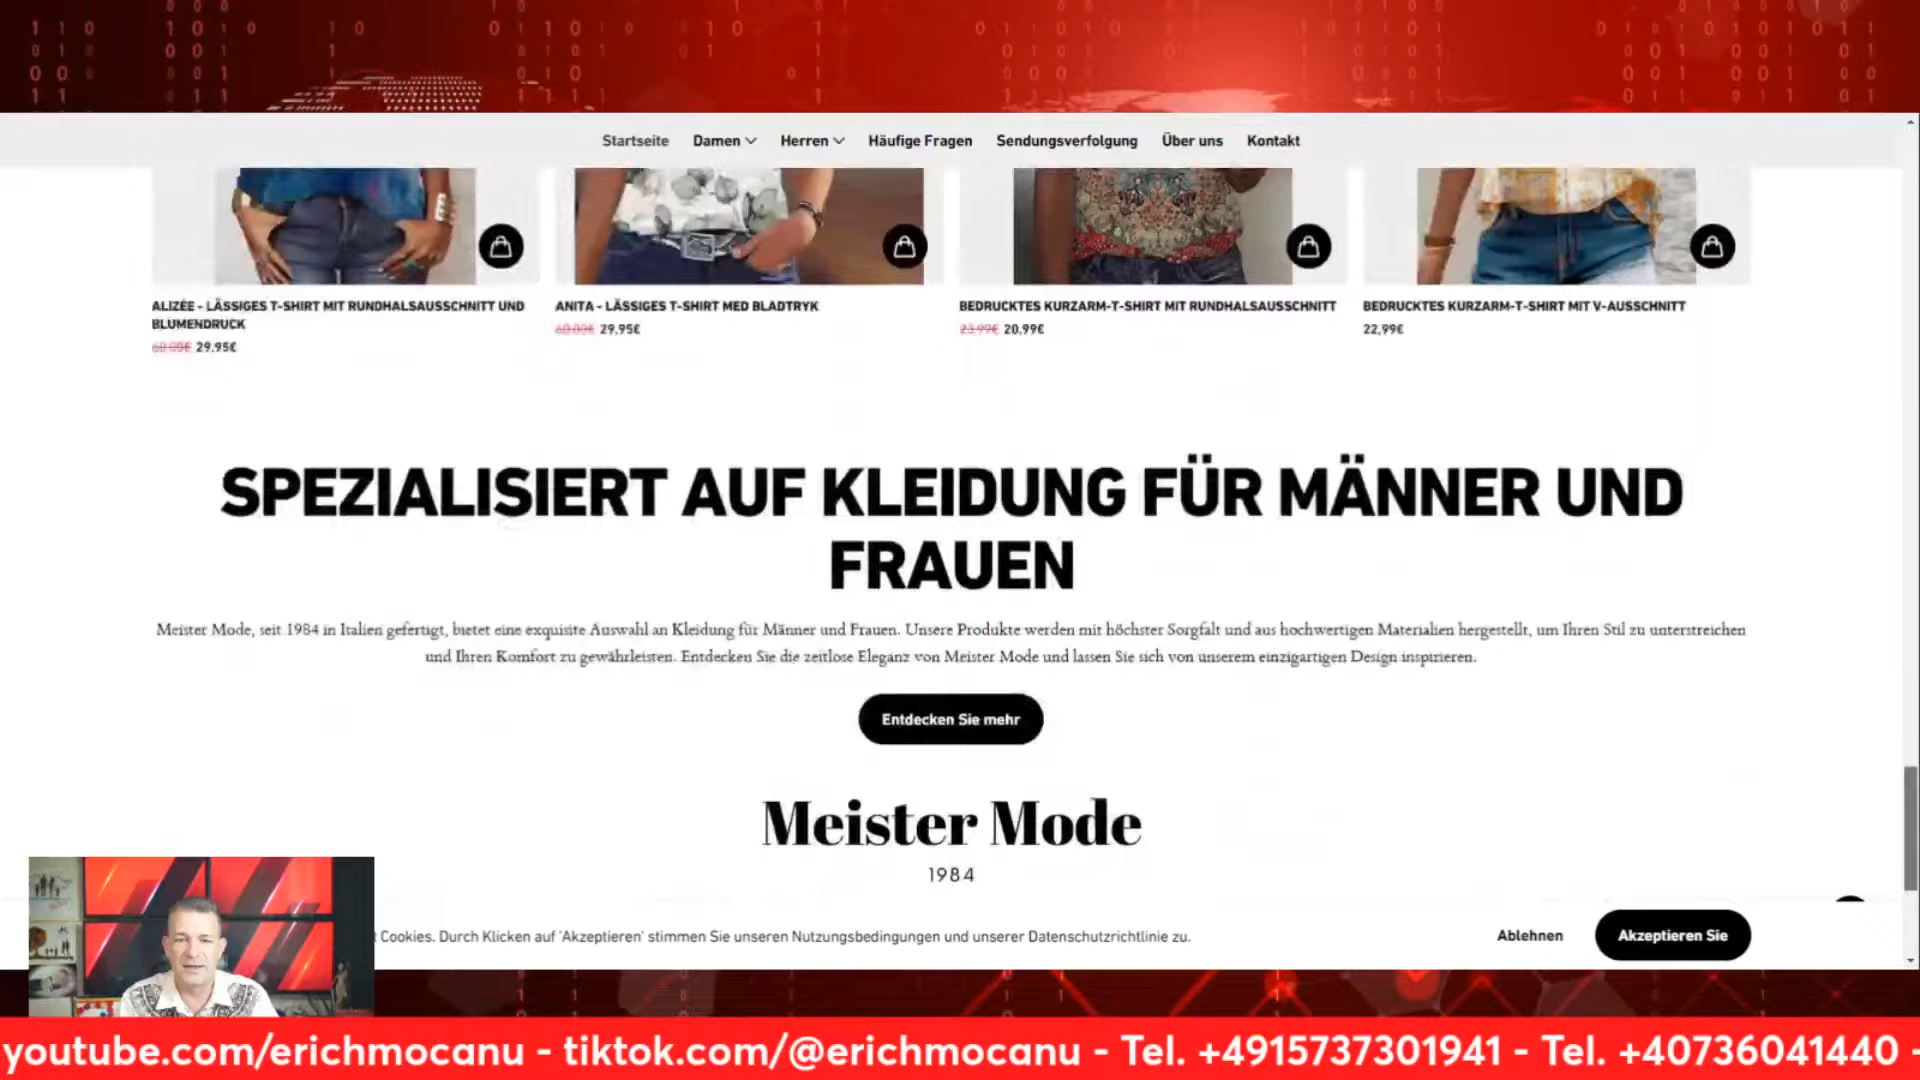 Startseite Damen Herren Häufige Fragen Sendungsverfolgung Über uns Kontakt
ALIZÉE - LÄSSIGES T-SHIRT MIT RUNDHALSAUSSCHNITT UND
BLUMENDRUCK
60.00€ 29,95€
ANITA - LÄSSIGES T-SHIRT MED BLADTRYK
60.00€ 29,95€
BEDRUCKTES KURZARM-T-SHIRT MIT RUNDHALSAUSSCHNITT
23.99€ 20,99€
BEDRUCKTES KURZARM-T-SHIRT MIT V-AUSSCHNITT
22,99€
SPEZIALISIERT AUF KLEIDUNG FÜR MÄNNER UND
FRAUEN
Meister Mode, seit 1984 in Italien gefertigt, bietet eine exquisite Auswahl an Kleidung für Männer und Frauen. Unsere Produkte werden mit höchster Sorgfalt und aus hochwertigen Materialien hergestellt, um Ihren Stil zu unterstreichen
und Ihren Komfort zu gewährleisten. Entdecken Sie die zeitlose Eleganz von Meister Mode und lassen Sie sich von unserem einzigartigen Design inspirieren.
Entdecken Sie mehr
Meister Mode
1984
t Cookies. Durch Klicken auf 'Akzeptieren' stimmen Sie unseren Nutzungsbedingungen und unserer Datenschutzrichtlinie zu.
Ablehnen
Akzeptieren Sie
youtube.com/erichmocanu - tiktok.com/@erichmocanu - Tel. +4915737301941 - Tel. +40736041440 -